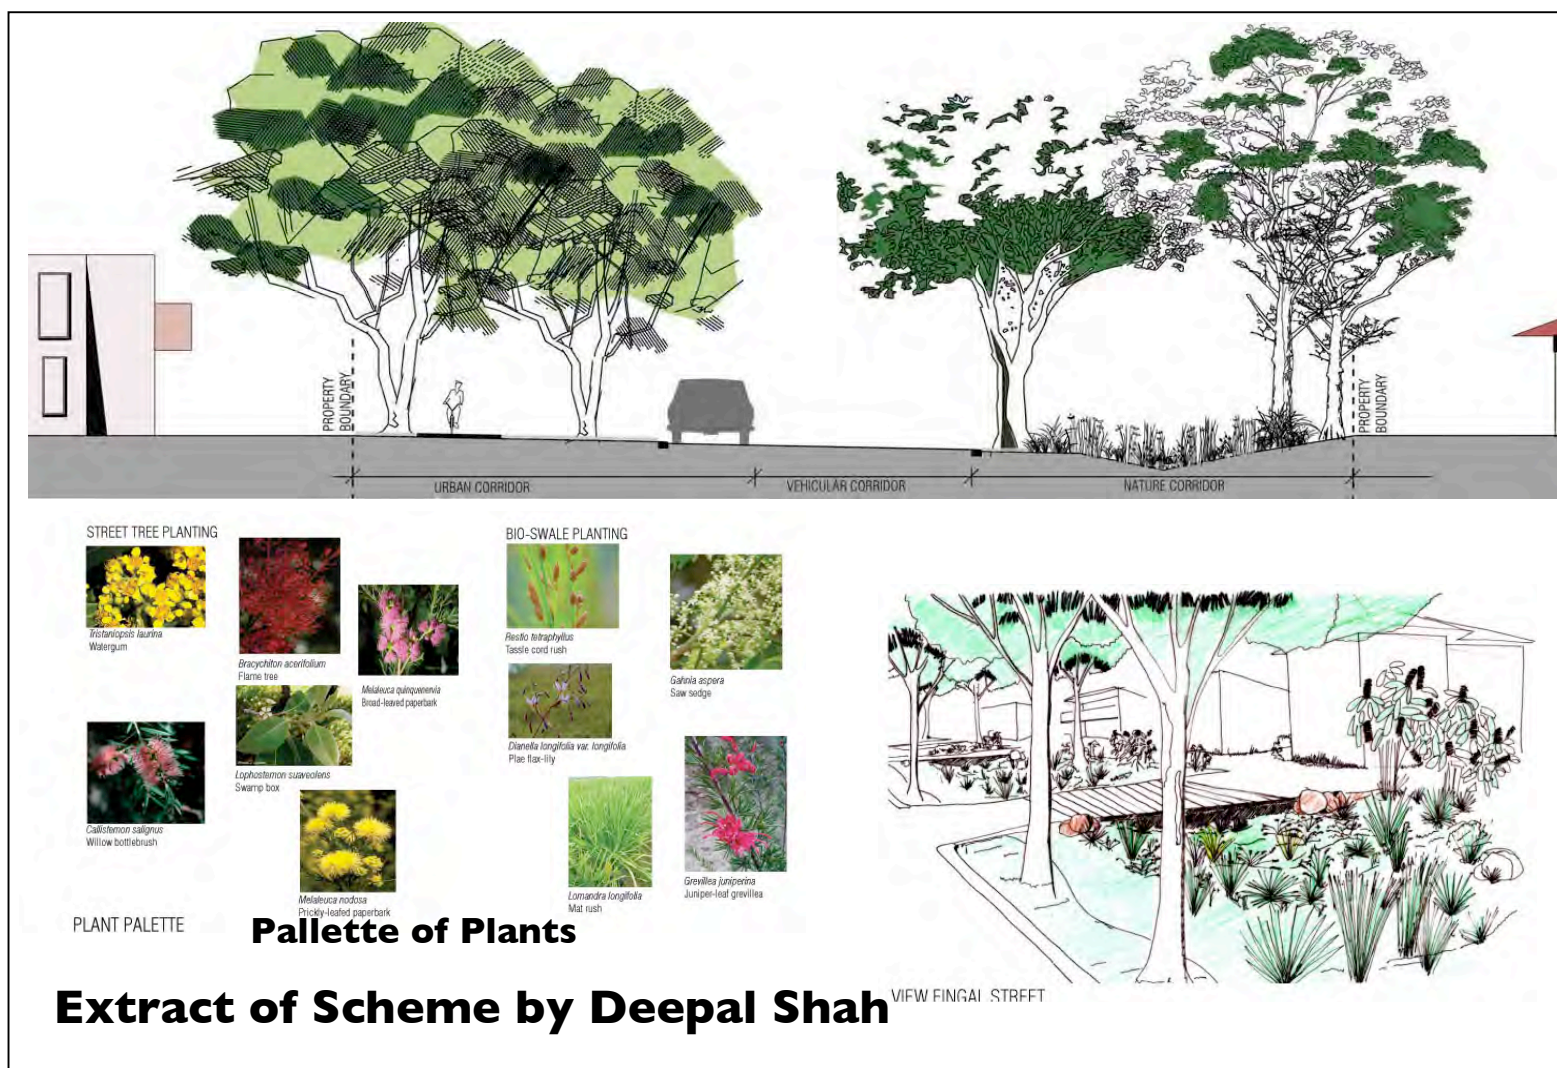 PROPERTY
BOUNDARY
PROPERTY
BOUNDARY
URBAN CORRIDOR
VEHICULAR CORRIDOR
NATURE CORRIDOR
STREET TREE PLANTING
Tristaniopsis laurina
Watergum
Bracychiton acerifolium
Flame tree
Melaleuca quinquenervia
Broad-leaved paperbark
Lophostemon suaveolens
Swamp box
Callistemon salignus
Willow bottlebrush
Melaleuca nodosa
Prickly-leafed paperbark
BIO-SWALE PLANTING
Restio tetraphyllus
Tassle cord rush
Gahnia aspera
Saw sedge
Dianella longifolia var. longifolia
Plae flax-lily
Lomandra longifolia
Mat rush
Grevillea juniperina
Juniper-leaf grevillea
PLANT PALETTE
Pallette of Plants
VIEW FINGAL STREET
Extract of Scheme by Deepal Shah